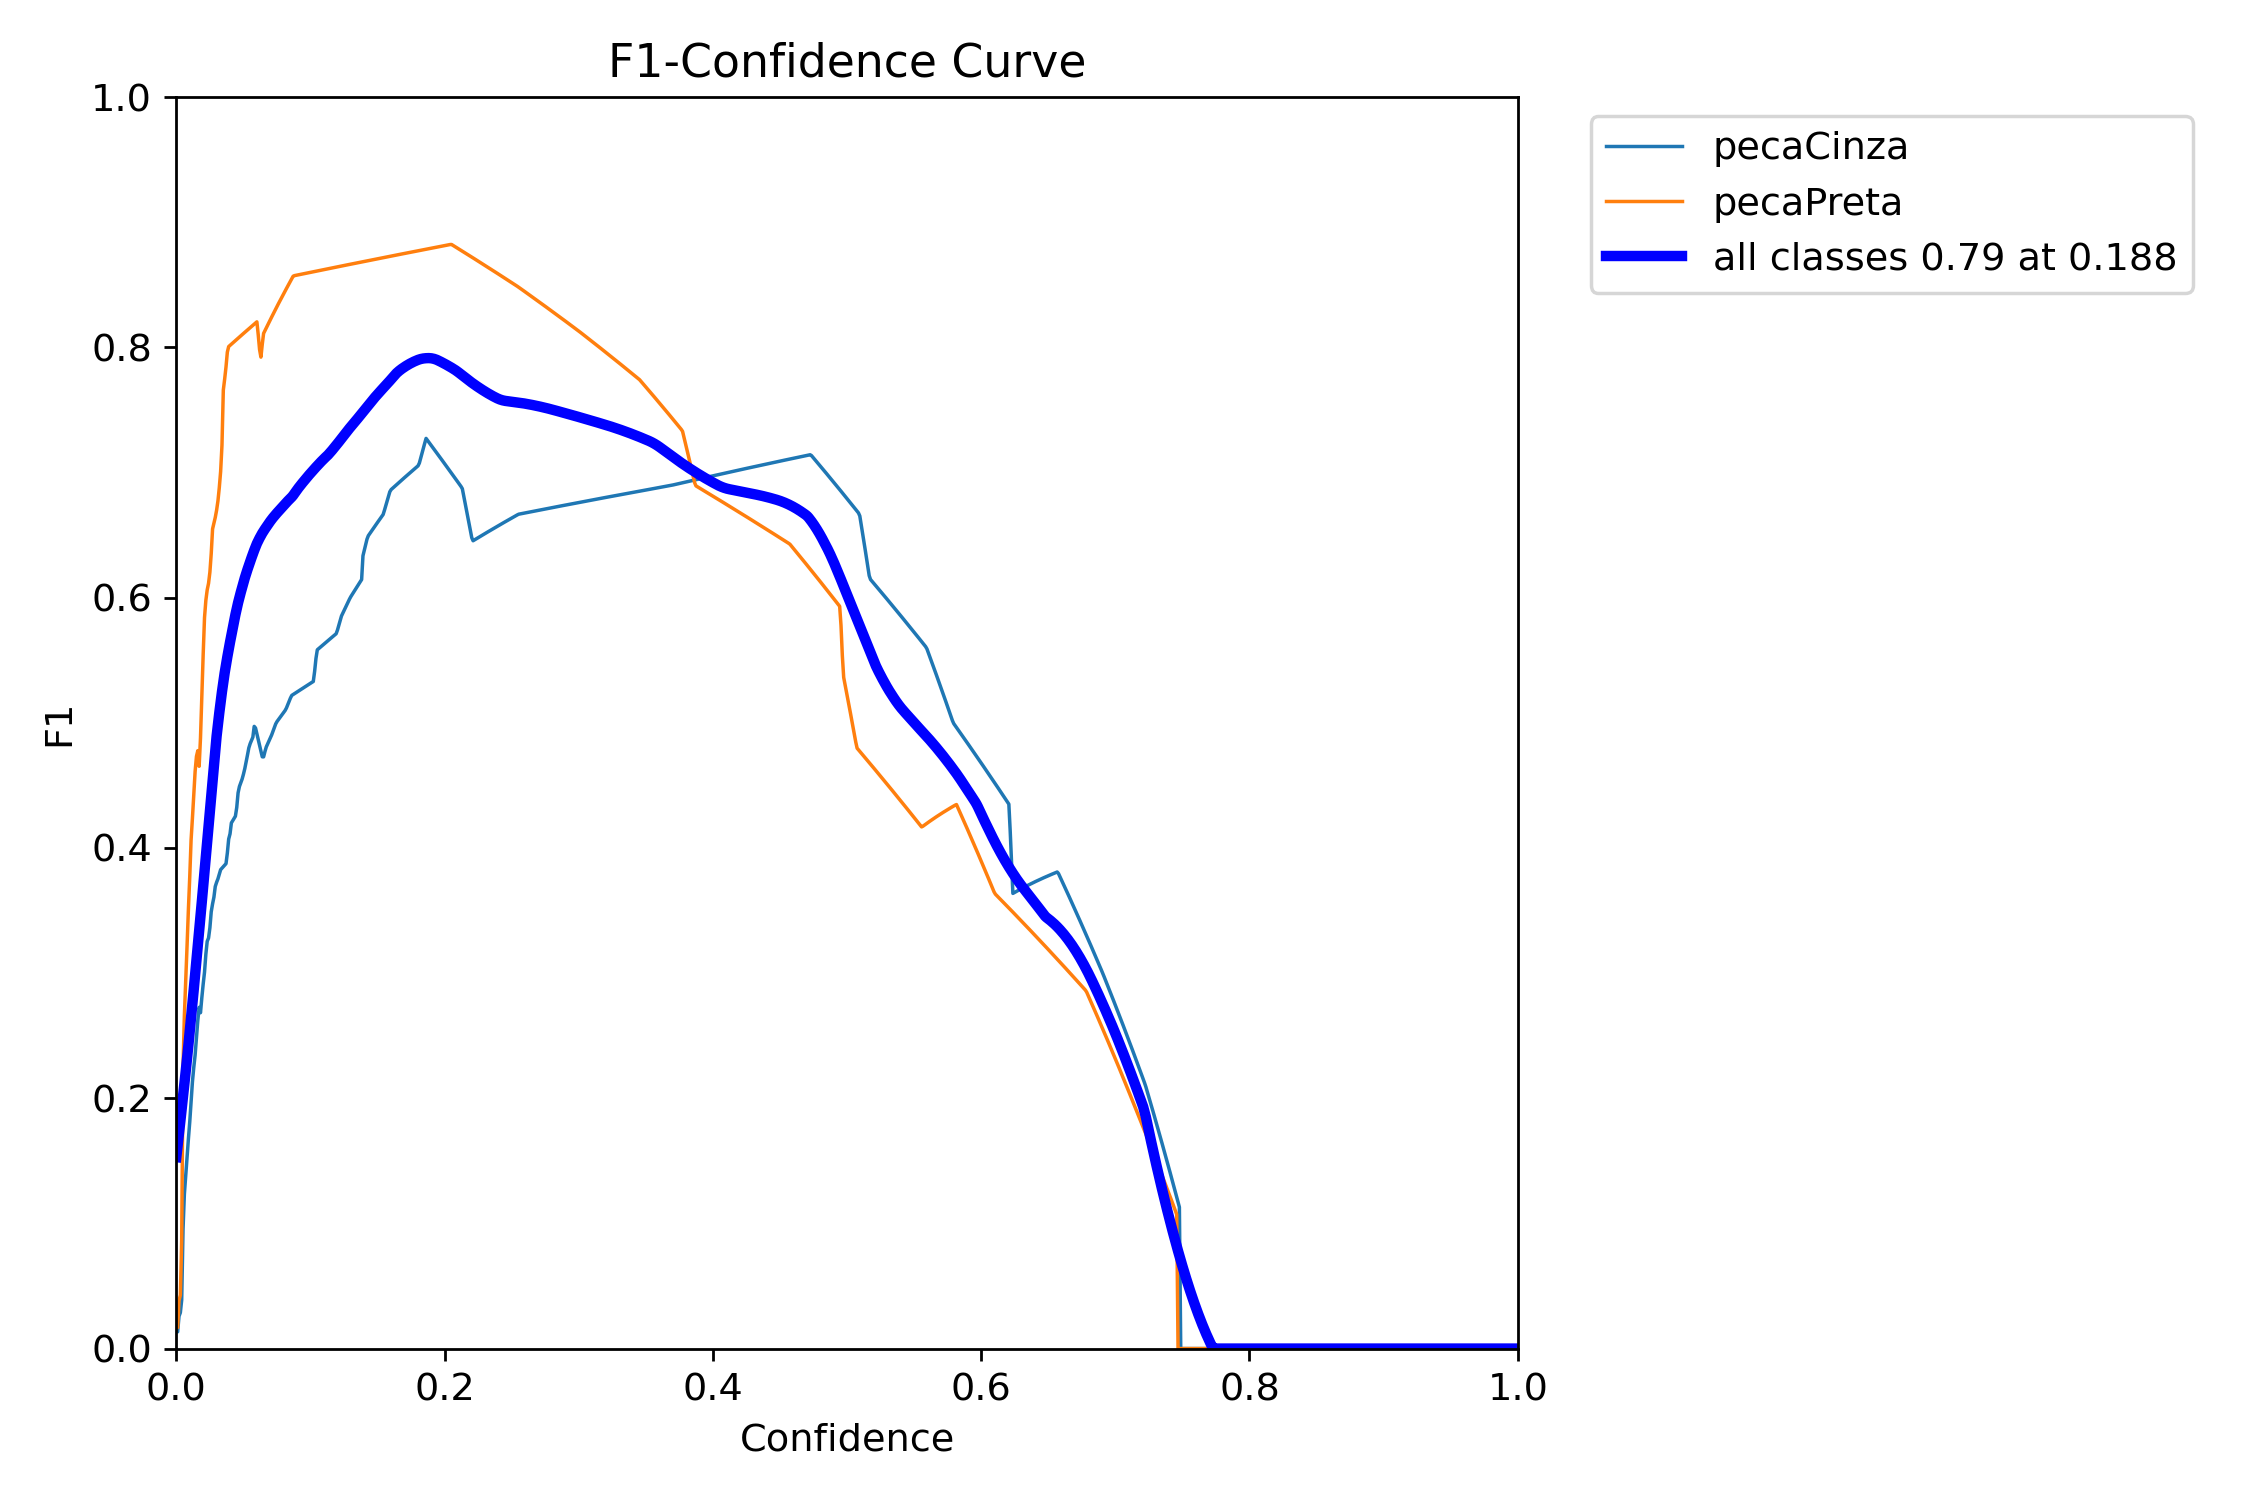 F1-Confidence Curve
1.0
0.8
0.6
0.4
0.2
0.0
F1
0.0 0.2 0.4 0.6 0.8 1.0
Confidence
pecaCinza
pecaPreta
all classes 0.79 at 0.188